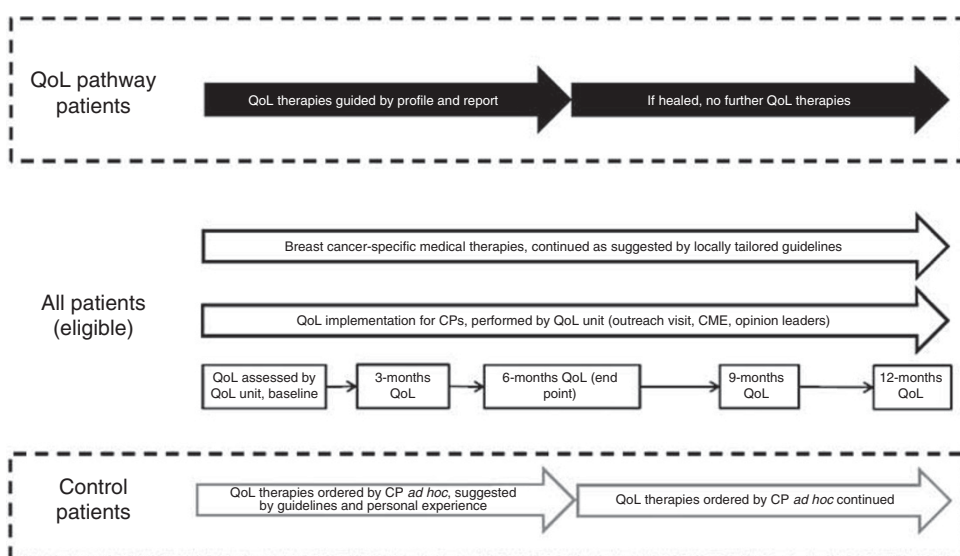 QoL pathway
patients
QoL therapies guided by profile and report
If healed, no further QoL therapies
Breast cancer-specific medical therapies, continued as suggested by locally tailored guidelines
All patients
(eligible)
QoL implementation for CPs, performed by QoL unit (outreach visit, CME, opinion leaders)
QoL assessed by
QoL unit, baseline
3-months
QoL
6-months QoL (end
point)
9-months
QoL
12-months
QoL
Control
patients
QoL therapies ordered by CP ad hoc, suggested
by guidelines and personal experience
QoL therapies ordered by CP ad hoc continued